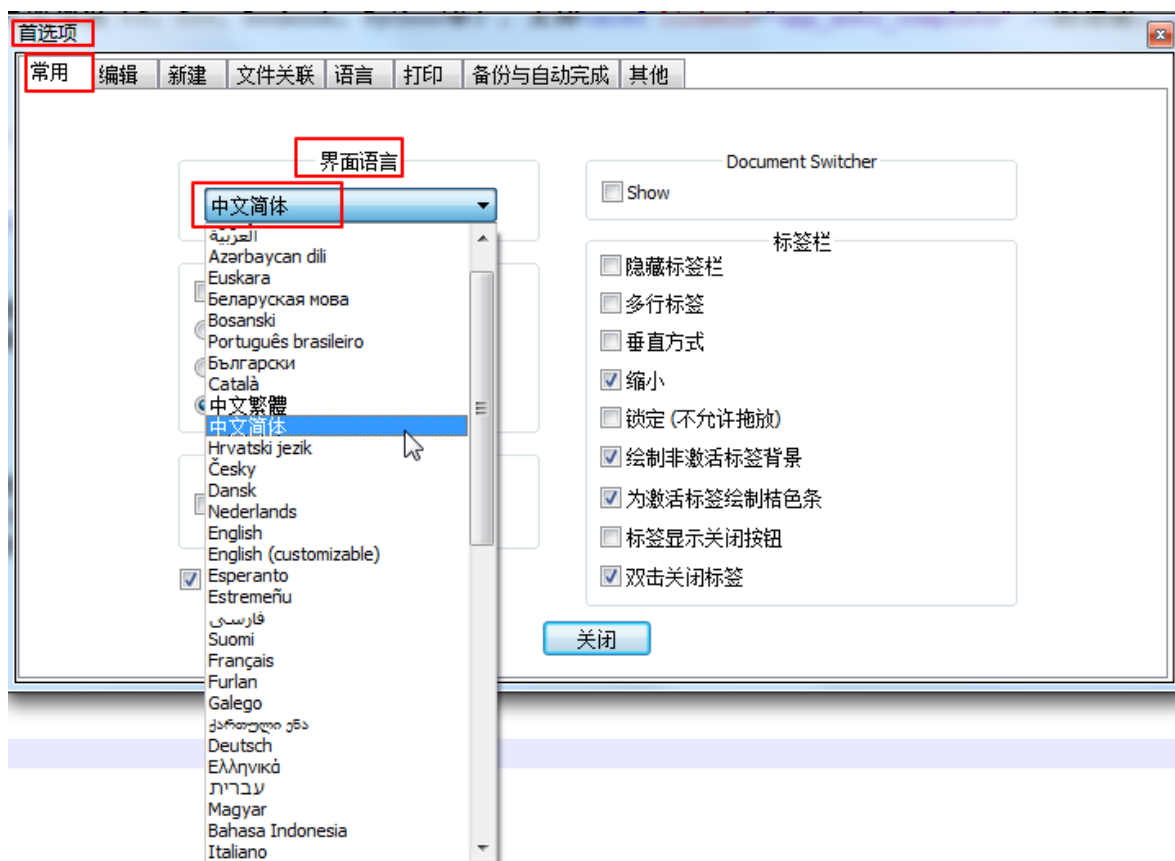 首选项
常用 编辑 新建 文件关联 语言 打印 备份与自动完成 其他
界面语言
中文简体
العربية
Azərbaycan dili
Euskara
Беларуская мова
Bosanski
Português brasileiro
Български
Català
中文繁體
中文简体
Hrvatski jezik
Česky
Dansk
Nederlands
English
English (customizable)
Esperanto
Estremeñu
فارسی
Suomi
Français
Furlan
Galego
ქართული ენა
Deutsch
Ελληνικά
עברית
Magyar
Bahasa Indonesia
Italiano
Document Switcher
Show
标签栏
隐藏标签栏
多行标签
垂直方式
缩小
锁定 (不允许拖放)
绘制非激活标签背景
为激活标签绘制桔色条
标签显示关闭按钮
双击关闭标签
关闭